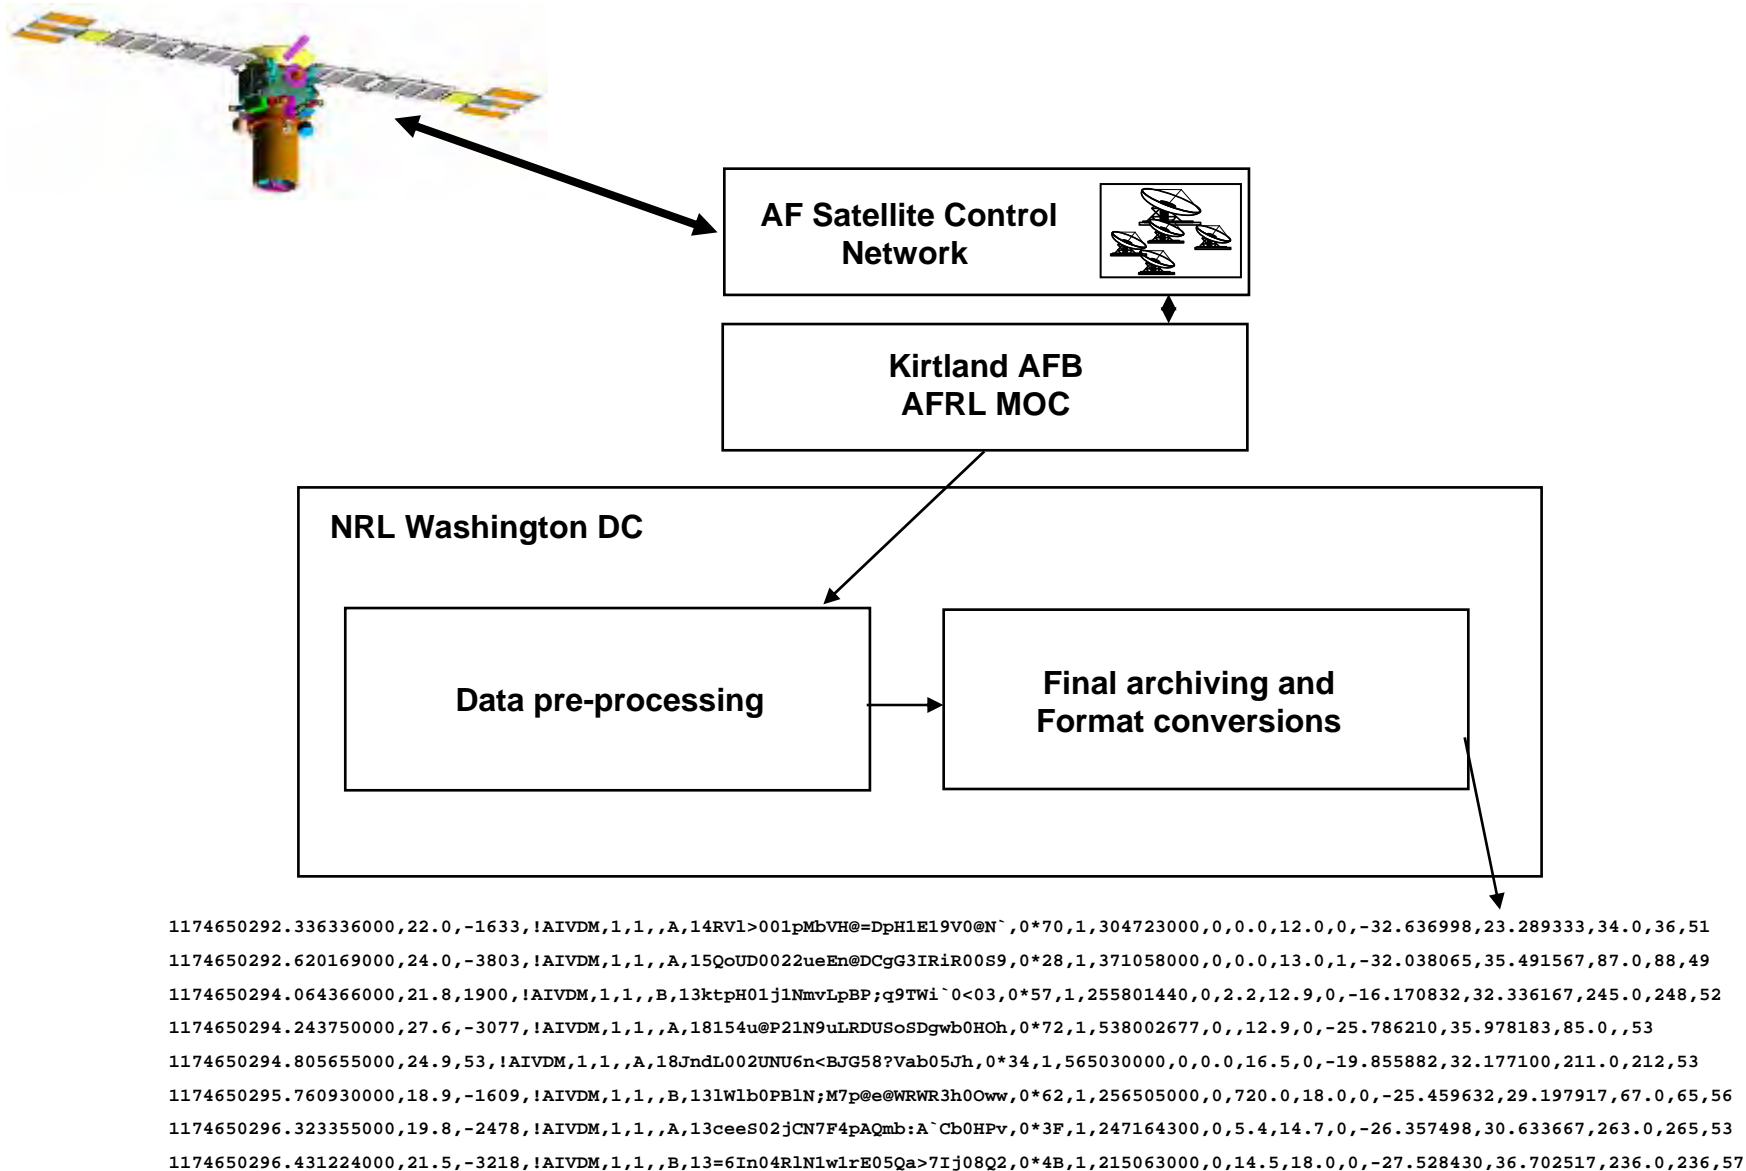 AF Satellite Control
Network
Kirtland AFB
AFRL MOC
NRL Washington DC
Data pre-processing
Final archiving and
Format conversions
1174650292.336336000,22.0,-1633,!AIVDM,1,1,,A,14RVl>001pMbVH@=DpH1E19V0@N`,0*70,1,304723000,0,0.0,12.0,0,-32.636998,23.289333,34.0,36,51
1174650292.620169000,24.0,-3803,!AIVDM,1,1,,A,15QoUD0022ueEn@DCgG3IRiR00S9,0*28,1,371058000,0,0.0,13.0,1,-32.038065,35.491567,87.0,88,49
1174650294.064366000,21.8,1900,!AIVDM,1,1,,B,13ktpH01j1NmvLpBP;q9TWi`0<03,0*57,1,255801440,0,2.2,12.9,0,-16.170832,32.336167,245.0,248,52
1174650294.243750000,27.6,-3077,!AIVDM,1,1,,A,18154u@P21N9uLRDUSoSDgwb0HOh,0*72,1,538002677,0,,12.9,0,-25.786210,35.978183,85.0,,53
1174650294.805655000,24.9,53,!AIVDM,1,1,,A,18JndL002UNU6n<BJG58?Vab05Jh,0*34,1,565030000,0,0.0,16.5,0,-19.855882,32.177100,211.0,212,53
1174650295.760930000,18.9,-1609,!AIVDM,1,1,,B,13lWlb0PBlN;M7p@e@WRWR3h0Oww,0*62,1,256505000,0,720.0,18.0,0,-25.459632,29.197917,67.0,65,56
1174650296.323355000,19.8,-2478,!AIVDM,1,1,,A,13ceeS02jCN7F4pAQmb:A`Cb0HPv,0*3F,1,247164300,0,5.4,14.7,0,-26.357498,30.633667,263.0,265,53
1174650296.431224000,21.5,-3218,!AIVDM,1,1,,B,13=6In04RlN1w1rE05Qa>7Ij08Q2,0*4B,1,215063000,0,14.5,18.0,0,-27.528430,36.702517,236.0,236,57